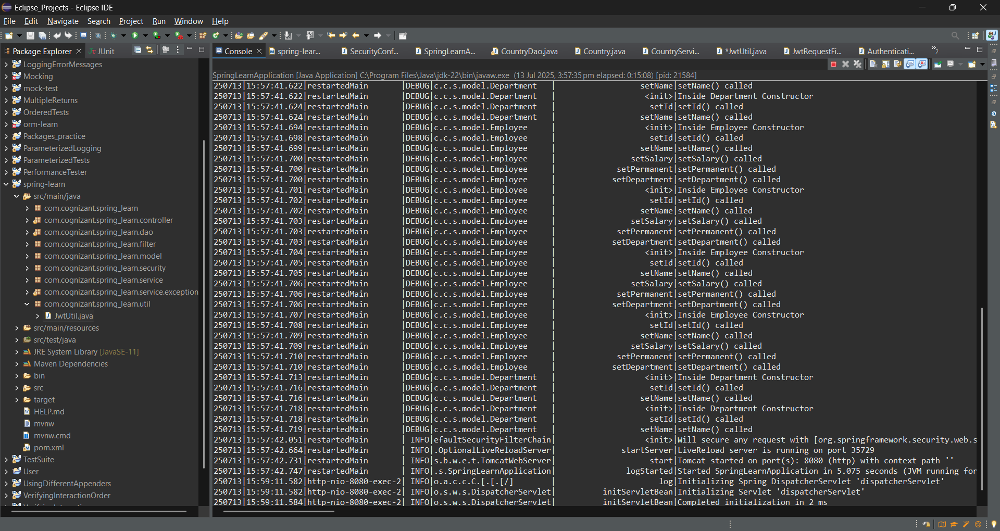 Eclipse_Projects - Eclipse IDE
File Edit Navigate Search Project Run Window Help
Package Explorer
JUnit
LoggingErrorMessages
Mocking
mock-test
MultipleReturns
OrderedTests
orm-learn
Packages_practice
ParameterizedLogging
ParameterizedTests
PerformanceTester
spring-learn
src/main/java
com.cognizant.spring_learn
com.cognizant.spring_learn.controller
com.cognizant.spring_learn.dao
com.cognizant.spring_learn.filter
com.cognizant.spring_learn.model
com.cognizant.spring_learn.security
com.cognizant.spring_learn.service
com.cognizant.spring_learn.service.exception
com.cognizant.spring_learn.util
JwtUtil.java
src/main/resources
src/test/java
JRE System Library [JavaSE-11]
Maven Dependencies
bin
src
target
HELP.md
mvnw
mvnw.cmd
pom.xml
TestSuite
User
UsingDifferentAppenders
VerifyingInteractionOrder
Console spring-lear... SecurityConf... SpringLearnA... CountryDao.java Country.java CountryServi... *JwtUtil.java JwtRequestFi... Authenticati...
SpringLearnApplication [Java Application] C:\Program Files\Java\jdk-22\bin\javaw.exe (13 Jul 2025, 3:57:35 pm elapsed: 0:15:08) [pid: 21584]
250713|15:57:41.622|restartedMain |DEBUG|c.c.s.model.Department | setName|setName() called
250713|15:57:41.622|restartedMain |DEBUG|c.c.s.model.Department | <init>|Inside Department Constructor
250713|15:57:41.624|restartedMain |DEBUG|c.c.s.model.Department | setId|setId() called
250713|15:57:41.624|restartedMain |DEBUG|c.c.s.model.Department | setName|setName() called
250713|15:57:41.694|restartedMain |DEBUG|c.c.s.model.Employee | <init>|Inside Employee Constructor
250713|15:57:41.698|restartedMain |DEBUG|c.c.s.model.Employee | setId|setId() called
250713|15:57:41.699|restartedMain |DEBUG|c.c.s.model.Employee | setName|setName() called
250713|15:57:41.700|restartedMain |DEBUG|c.c.s.model.Employee | setSalary|setSalary() called
250713|15:57:41.700|restartedMain |DEBUG|c.c.s.model.Employee | setPermanent|setPermanent() called
250713|15:57:41.700|restartedMain |DEBUG|c.c.s.model.Employee | setDepartment|setDepartment() called
250713|15:57:41.701|restartedMain |DEBUG|c.c.s.model.Employee | <init>|Inside Employee Constructor
250713|15:57:41.702|restartedMain |DEBUG|c.c.s.model.Employee | setId|setId() called
250713|15:57:41.702|restartedMain |DEBUG|c.c.s.model.Employee | setName|setName() called
250713|15:57:41.703|restartedMain |DEBUG|c.c.s.model.Employee | setSalary|setSalary() called
250713|15:57:41.703|restartedMain |DEBUG|c.c.s.model.Employee | setPermanent|setPermanent() called
250713|15:57:41.703|restartedMain |DEBUG|c.c.s.model.Employee | setDepartment|setDepartment() called
250713|15:57:41.704|restartedMain |DEBUG|c.c.s.model.Employee | <init>|Inside Employee Constructor
250713|15:57:41.705|restartedMain |DEBUG|c.c.s.model.Employee | setId|setId() called
250713|15:57:41.705|restartedMain |DEBUG|c.c.s.model.Employee | setName|setName() called
250713|15:57:41.706|restartedMain |DEBUG|c.c.s.model.Employee | setSalary|setSalary() called
250713|15:57:41.706|restartedMain |DEBUG|c.c.s.model.Employee | setPermanent|setPermanent() called
250713|15:57:41.706|restartedMain |DEBUG|c.c.s.model.Employee | setDepartment|setDepartment() called
250713|15:57:41.707|restartedMain |DEBUG|c.c.s.model.Employee | <init>|Inside Employee Constructor
250713|15:57:41.708|restartedMain |DEBUG|c.c.s.model.Employee | setId|setId() called
250713|15:57:41.709|restartedMain |DEBUG|c.c.s.model.Employee | setName|setName() called
250713|15:57:41.709|restartedMain |DEBUG|c.c.s.model.Employee | setSalary|setSalary() called
250713|15:57:41.710|restartedMain |DEBUG|c.c.s.model.Employee | setPermanent|setPermanent() called
250713|15:57:41.710|restartedMain |DEBUG|c.c.s.model.Employee | setDepartment|setDepartment() called
250713|15:57:41.713|restartedMain |DEBUG|c.c.s.model.Department | <init>|Inside Department Constructor
250713|15:57:41.716|restartedMain |DEBUG|c.c.s.model.Department | setId|setId() called
250713|15:57:41.716|restartedMain |DEBUG|c.c.s.model.Department | setName|setName() called
250713|15:57:41.718|restartedMain |DEBUG|c.c.s.model.Department | <init>|Inside Department Constructor
250713|15:57:41.718|restartedMain |DEBUG|c.c.s.model.Department | setId|setId() called
250713|15:57:41.719|restartedMain |DEBUG|c.c.s.model.Department | setName|setName() called
250713|15:57:42.051|restartedMain | INFO|efaultSecurityFilterChain| <init>|Will secure any request with [org.springframework.security.web.s
250713|15:57:42.664|restartedMain | INFO|.OptionalLiveReloadServer| startServer|LiveReload server is running on port 35729
250713|15:57:42.731|restartedMain | INFO|s.b.w.e.t.TomcatWebServer| start|Tomcat started on port(s): 8080 (http) with context path ''
250713|15:57:42.747|restartedMain | INFO|.s.SpringLearnApplication| logStarted|Started SpringLearnApplication in 5.075 seconds (JVM running for
250713|15:59:11.582|http-nio-8080-exec-2| INFO|o.a.c.c.C.[.[.[/] | log|Initializing Spring DispatcherServlet 'dispatcherServlet'
250713|15:59:11.582|http-nio-8080-exec-2| INFO|o.s.w.s.DispatcherServlet| initServletBean|Initializing Servlet 'dispatcherServlet'
250713|15:59:11.584|http-nio-8080-exec-2| INFO|o.s.w.s.DispatcherServlet| initServletBean|Completed initialization in 2 ms